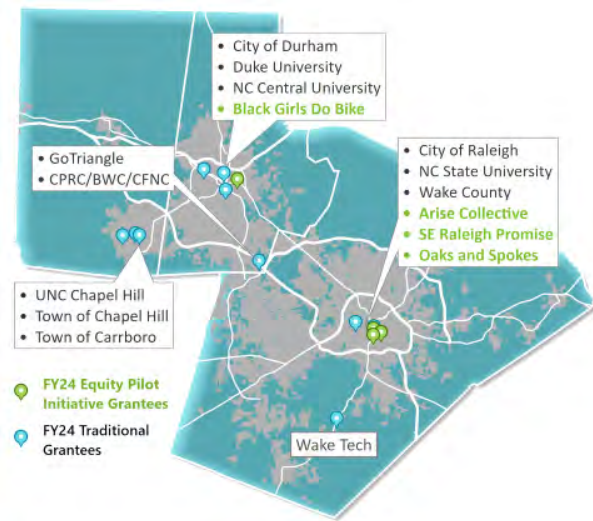 • City of Durham
• Duke University
• NC Central University
• Black Girls Do Bike
• GoTriangle
• CPRC/BWC/CFNC
• City of Raleigh
• NC State University
• Wake County
• Arise Collective
• SE Raleigh Promise
• Oaks and Spokes
• UNC Chapel Hill
• Town of Chapel Hill
• Town of Carrboro
FY24 Equity Pilot
Initiative Grantees
FY24 Traditional
Grantees
Wake Tech